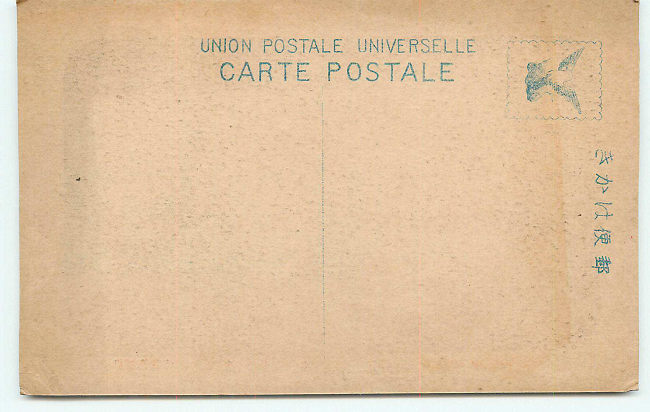 UNION POSTALE UNIVERSELLE
CARTE POSTALE
郵便はかき